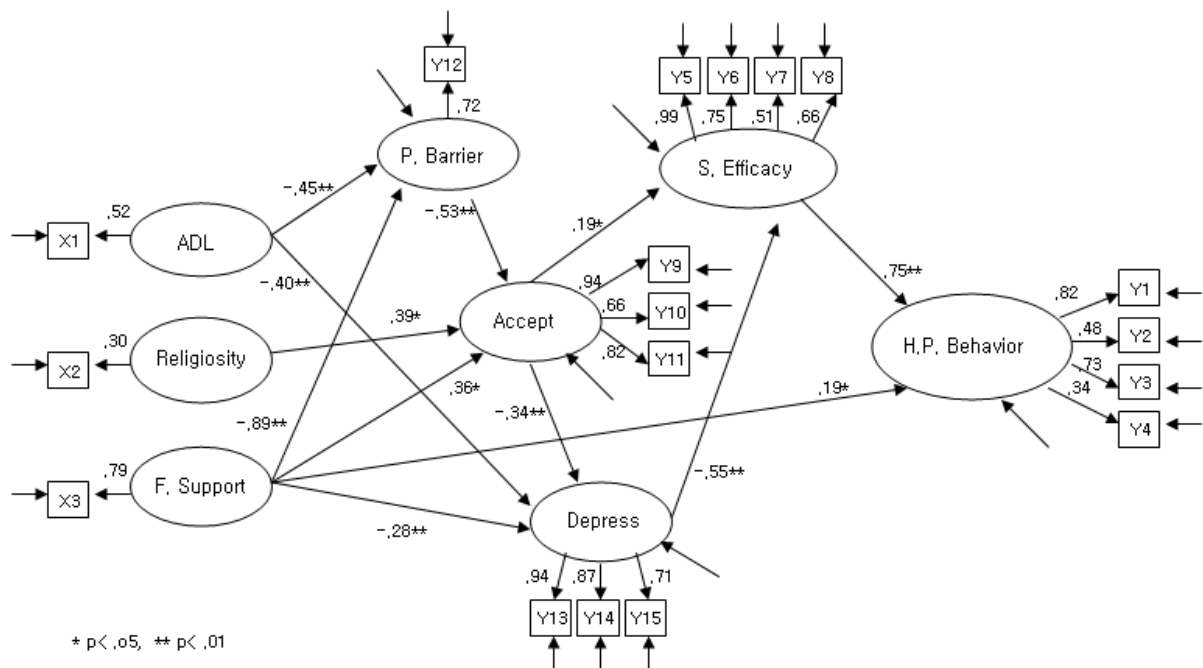 Y12
Y5 Y6 Y7 Y8
,72
,99 ,75 ,51 ,66
P, Barrier
S, Efficacy
-,45**
-,53**
,19*
,52
X1
ADL
-,40**
,94
Y9
,75**
,66
Y10
Accept
,82
Y11
,82
Y1
,39*
,48
Y2
H,P, Behavior
,30
X2
Religiosity
,36*
,73
Y3
,19*
,34
-,34**
Y4
-,89**
,79
X3
F, Support
-,55**
-,28**
Depress
,94 ,87 ,71
Y13 Y14 Y15
* p< ,o5, ** p< ,01